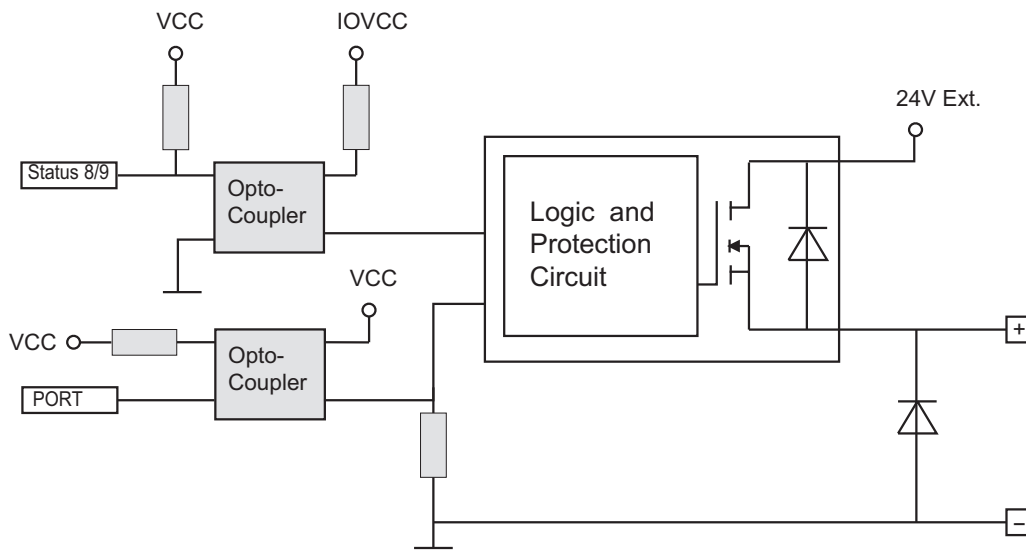 VCC
IOVCC
24V Ext.
Status 8/9
Opto-
Coupler
Logic and
Protection
Circuit
VCC
VCC
Opto-
Coupler
PORT
+
−